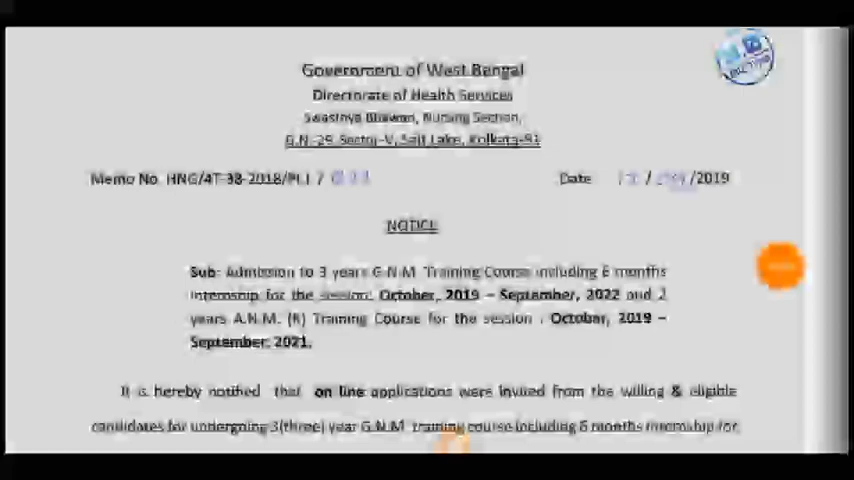 Government of West Bengal
Directorate of Health Services
Swasthya Bhawan, Nursing Section,
G.N.-29, Sector-V, Salt Lake, Kolkata-91
Memo No. HNG/4T-38-2018/Pt.I /
Date / /2019
NOTICE
Sub: Admission to 3 years G.N.M. Training Course including 6 months
internship for the session: October, 2019 – September, 2022 and 2
years A.N.M. (R) Training Course for the session : October, 2019 –
September, 2021.
It is hereby notified that on line applications were invited from the willing & eligible
candidates for undergoing 3(three) year G.N.M. training course including 6 months internship for